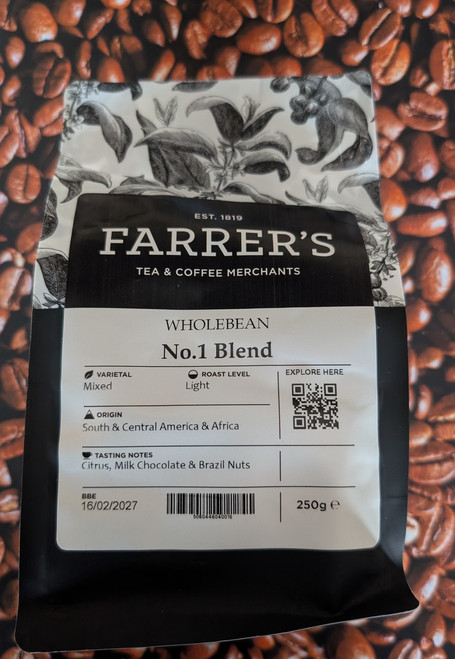 EST. 1819
FARRER'S
TEA & COFFEE MERCHANTS
WHOLEBEAN
No.1 Blend
VARIETAL
Mixed
ROAST LEVEL
Light
EXPLORE HERE
ORIGIN
South & Central America & Africa
TASTING NOTES
Citrus, Milk Chocolate & Brazil Nuts
BBE
16/02/2027
250g ℮